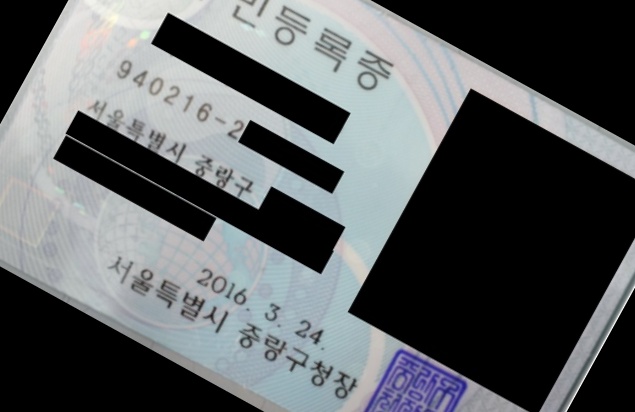 민등록증
940216-2
서울특별시 중랑구
2016. 3. 24.
서울특별시 중랑구청장